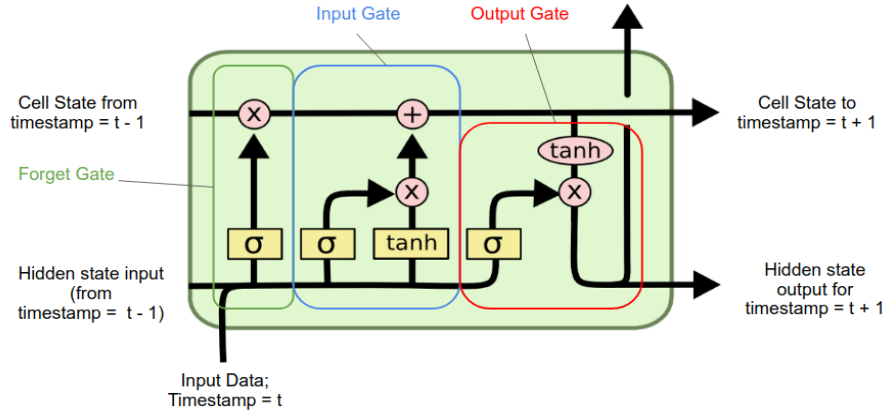 Input Gate
Output Gate
Cell State from
timestamp = t - 1
x
+
Cell State to
timestamp = t + 1
tanh
Forget Gate
x
x
σ
σ
tanh
σ
Hidden state input
(from
timestamp = t - 1)
Hidden state
output for
timestamp = t + 1
Input Data;
Timestamp = t